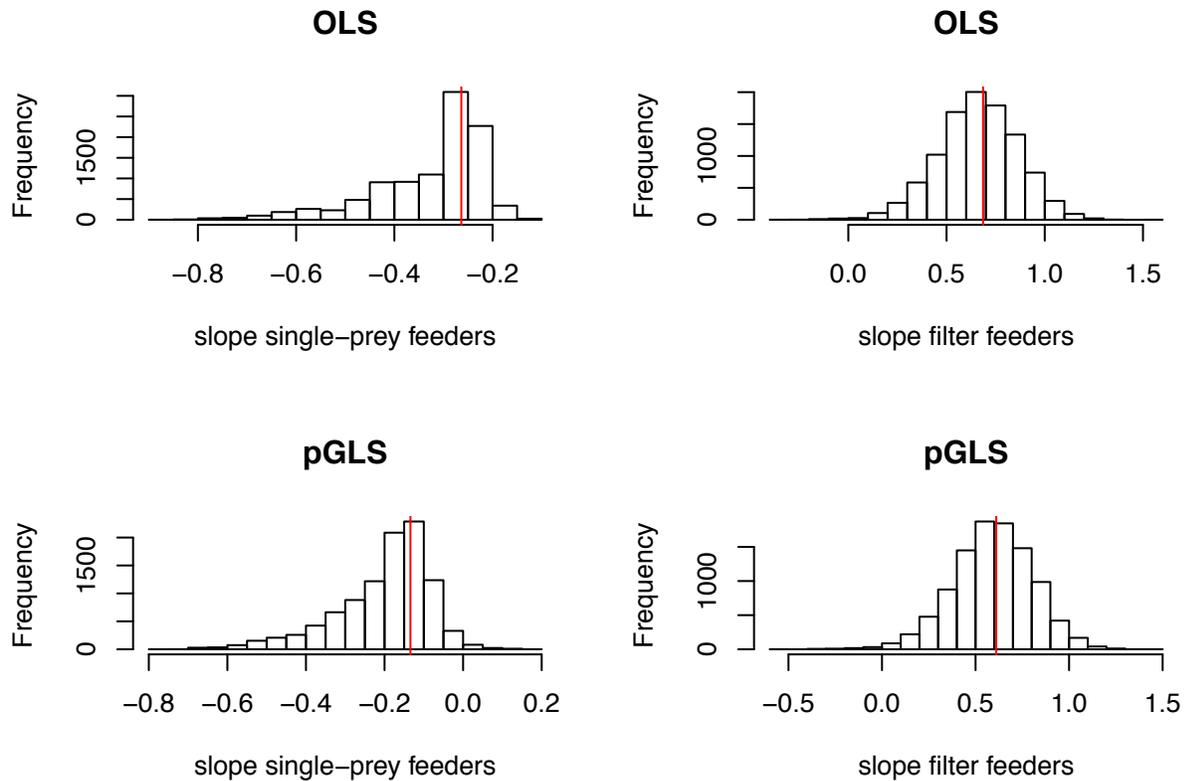 OLS
Frequency
0
1500
−0.8 −0.6 −0.4 −0.2
slope single−prey feeders
OLS
Frequency
0
1000
0.0 0.5 1.0 1.5
slope filter feeders
pGLS
Frequency
0
1500
−0.8 −0.6 −0.4 −0.2 0.0 0.2
slope single−prey feeders
pGLS
Frequency
0
1000
−0.5 0.0 0.5 1.0 1.5
slope filter feeders